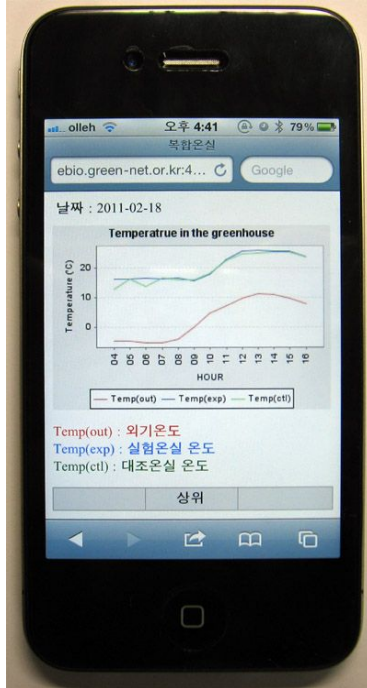 olleh 오후 4:41 79%
복합온실
ebio.green-net.or.kr:4... Google
날짜 : 2011-02-18
Temperatrue in the greenhouse
Temperature (°C)
20
10
0
04 05 06 07 08 09 10 11 12 13 14 15 16
HOUR
Temp(out) Temp(exp) Temp(ctl)
Temp(out) : 외기온도
Temp(exp) : 실험온실 온도
Temp(ctl) : 대조온실 온도
상위